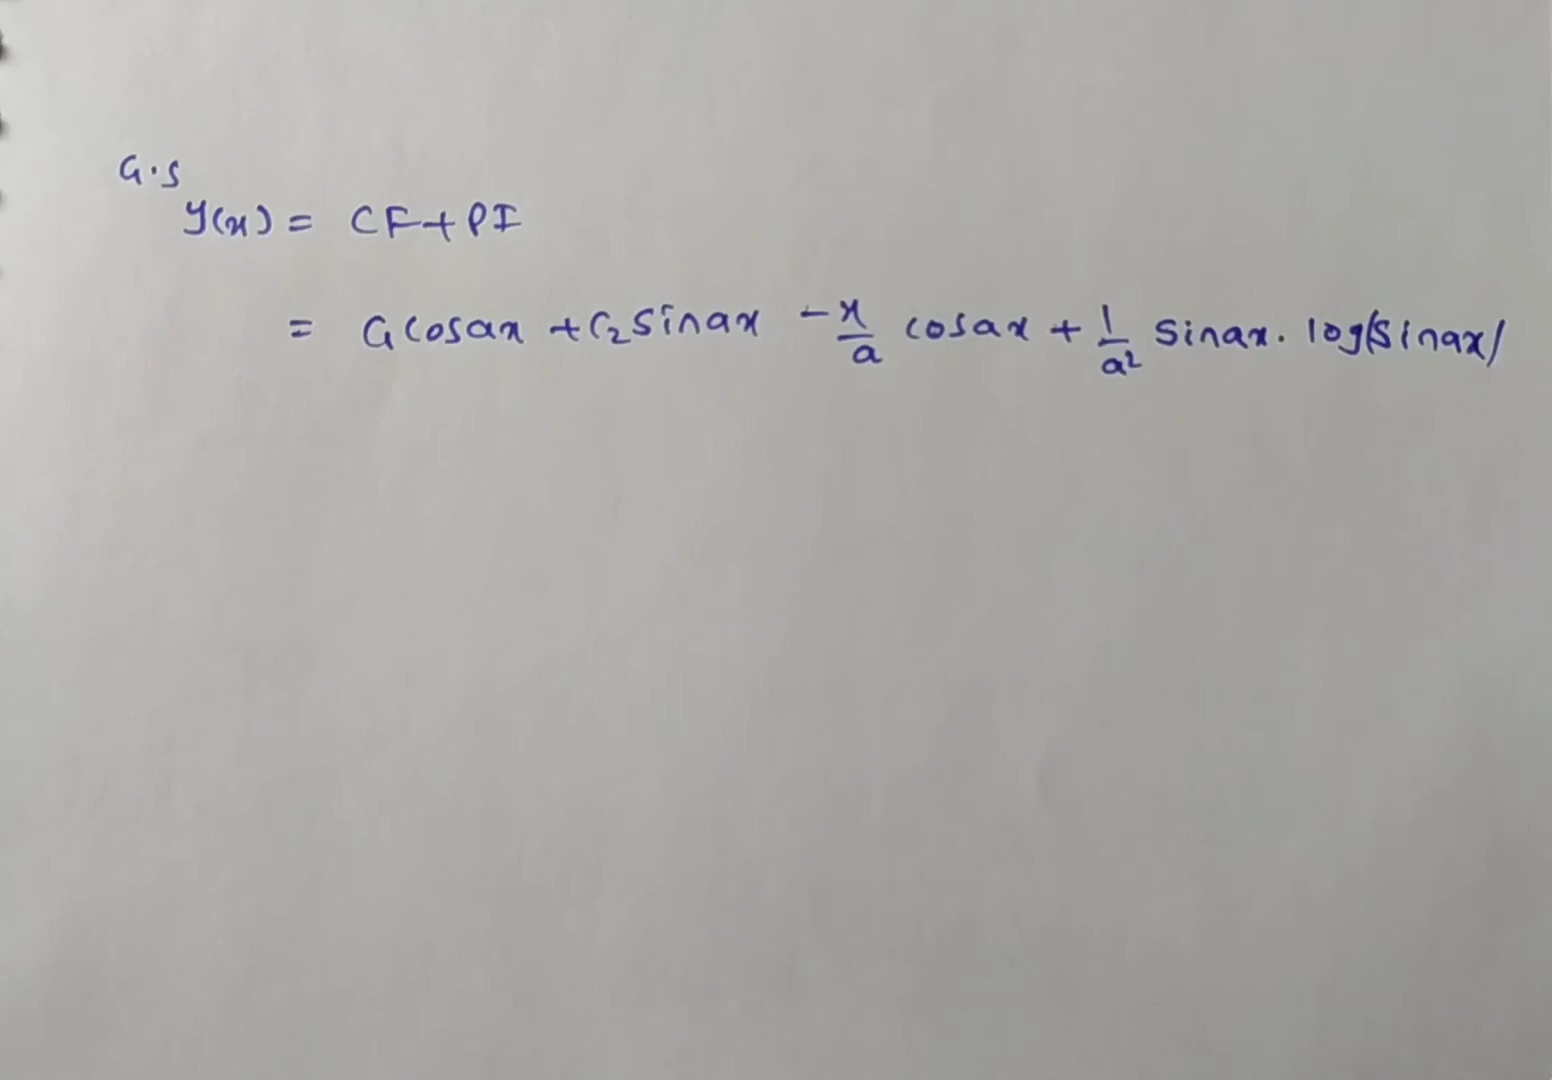 G.S
y(x) = CF + PI
= C₁cosax + C₂sinax - x/a cosax + 1/a² sinax. log|sinax|